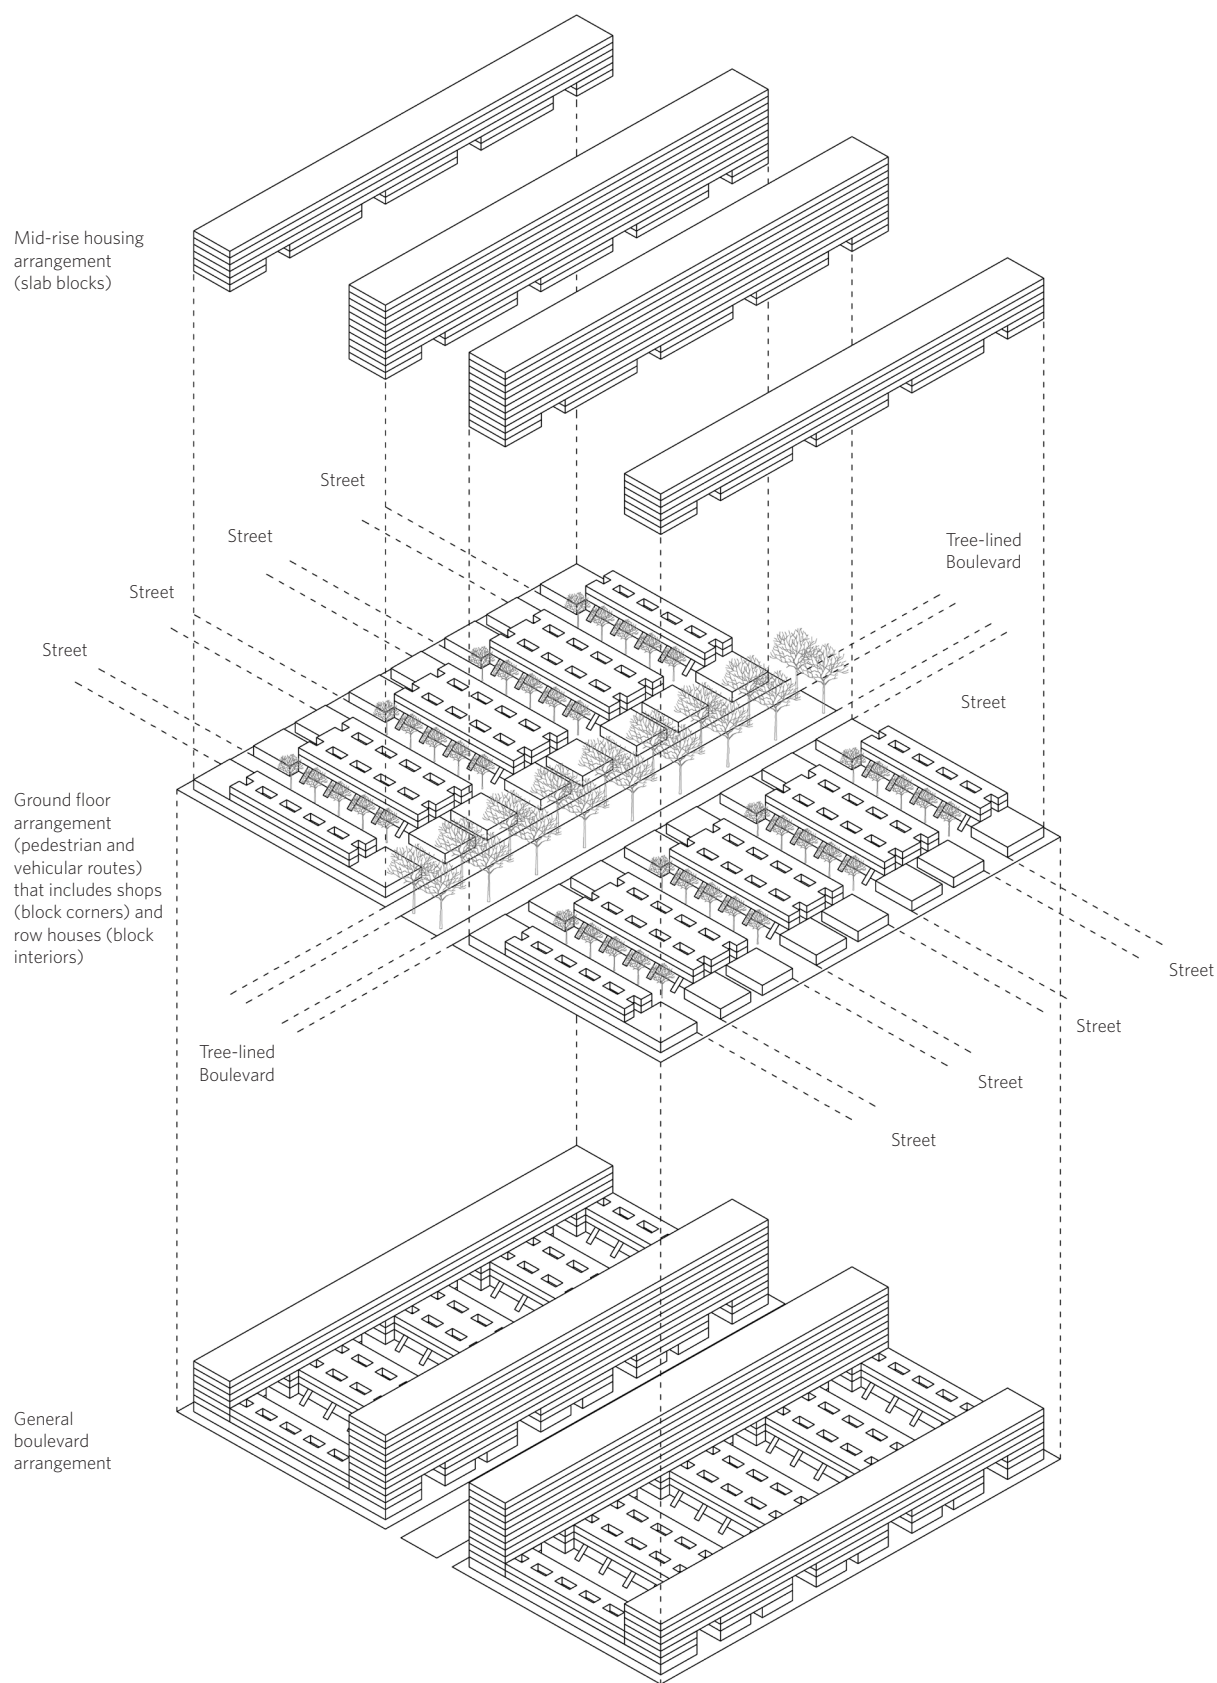 Mid-rise housing
arrangement
(slab blocks)
Street
Street
Street
Street
Tree-lined
Boulevard
Street
Ground floor
arrangement
(pedestrian and
vehicular routes)
that includes shops
(block corners) and
row houses (block
interiors)
Street
Street
Street
Street
Tree-lined
Boulevard
General
boulevard
arrangement